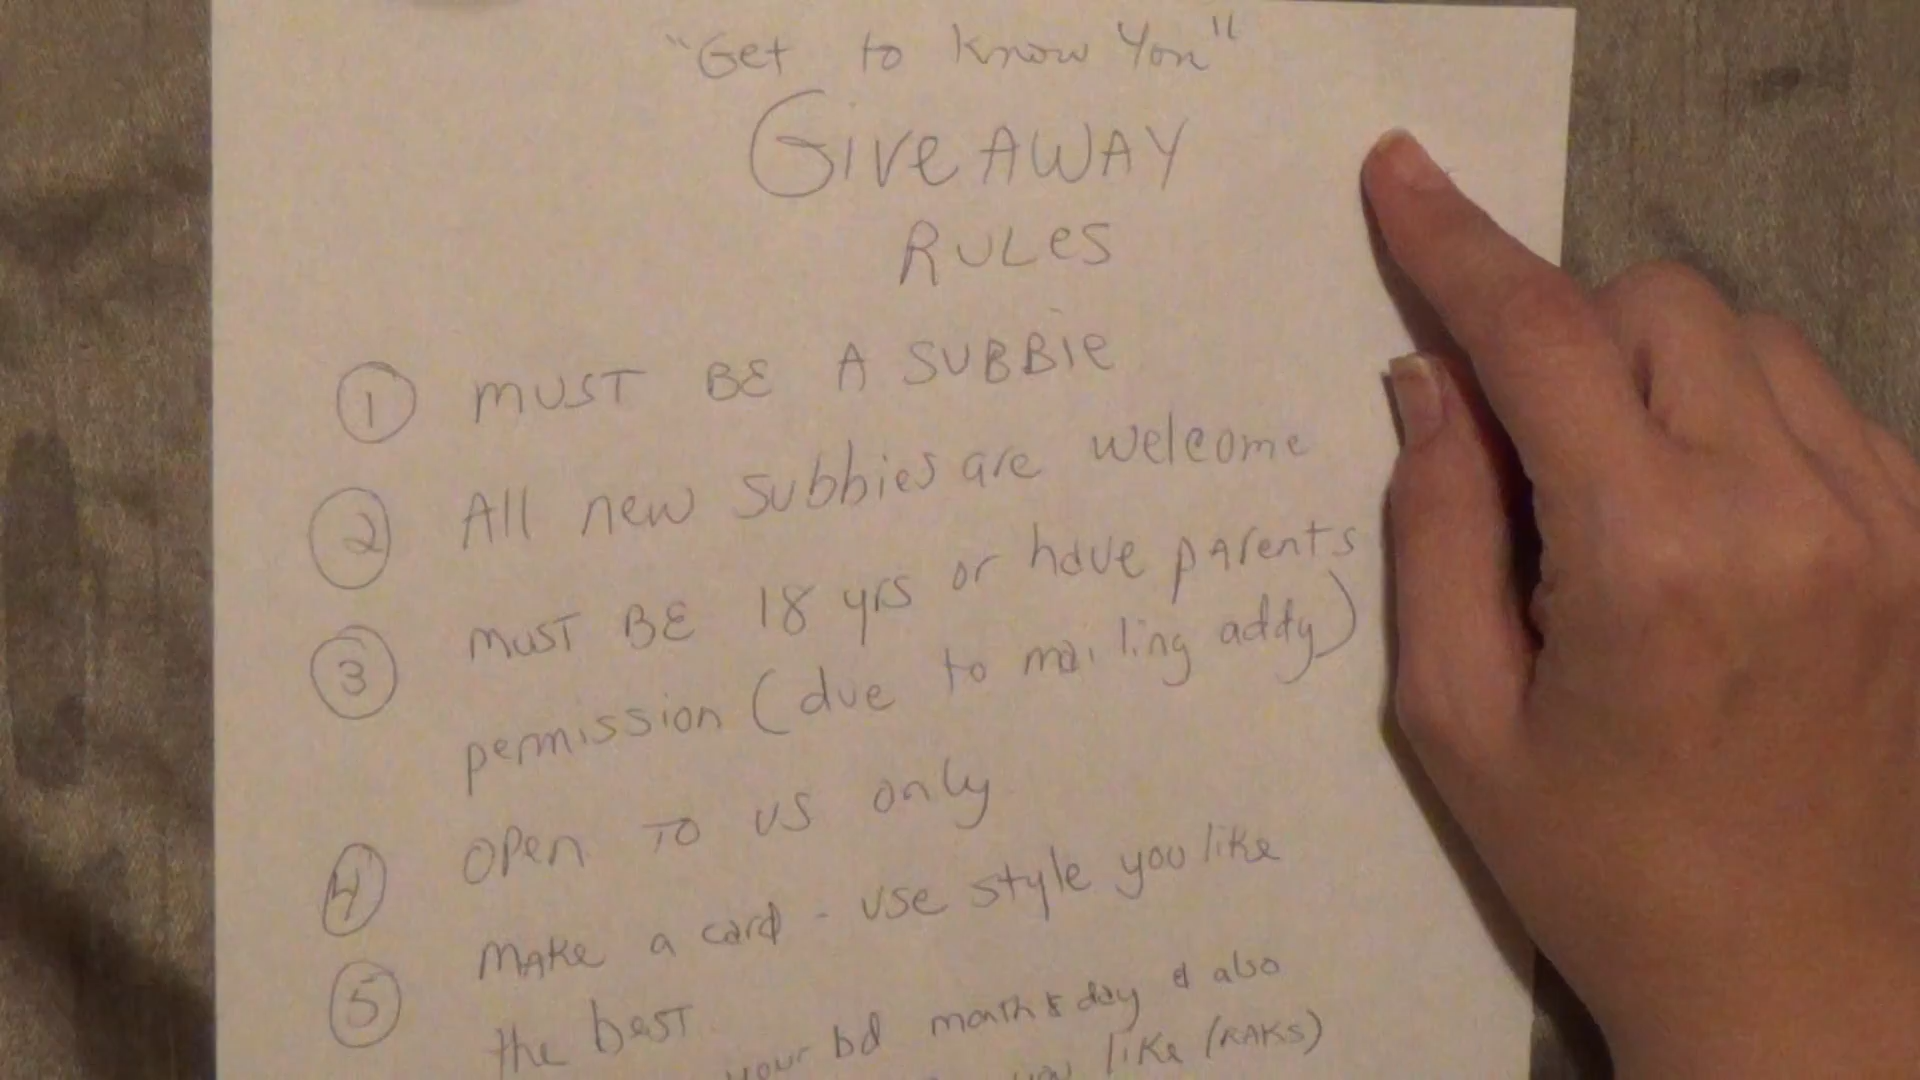 "Get to Know You"
GiveAWAY
RULes
1 MUST BE A SUBBIe
2 All new subbies are welcome
3 MUST BE 18 yrs or have pArents
permission (due to mailing addy)
4 OPen TO US only
5 MAKe a card - use style you like
the besT
your bd month & day & also
you like (RAKS)